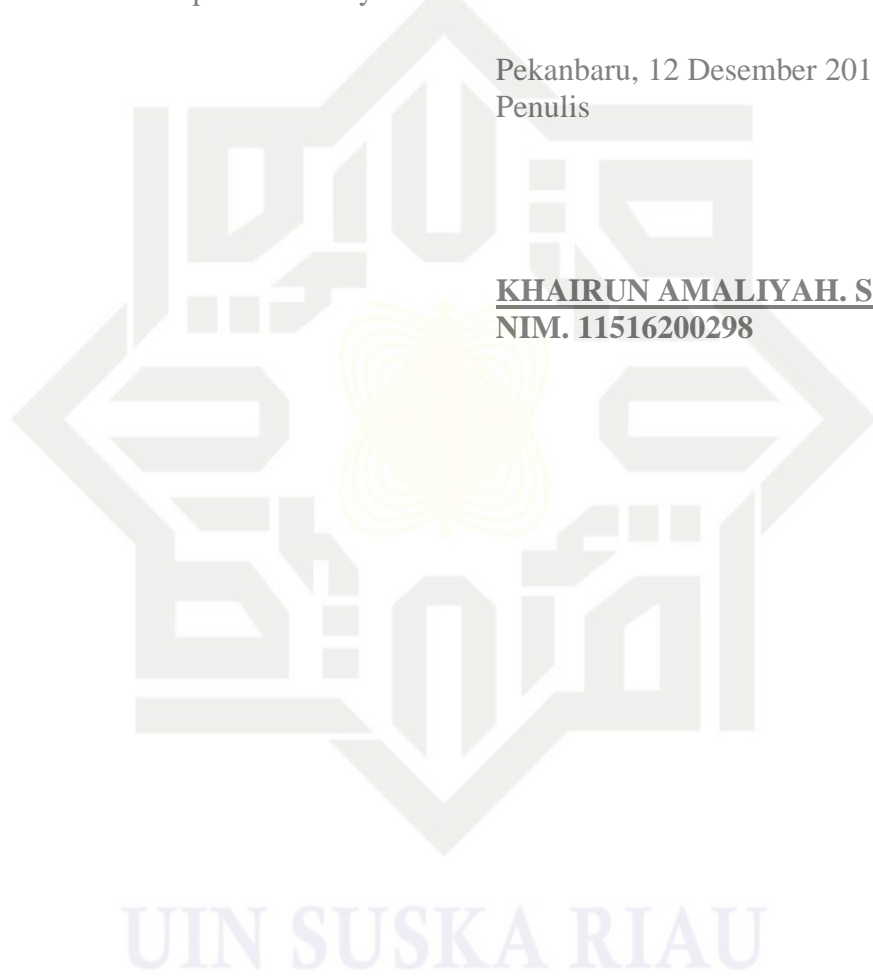 Pekanbaru, 12 Desember 201
Penulis
KHAIRUN AMALIYAH. S
NIM. 11516200298
UIN SUSKA RIAU